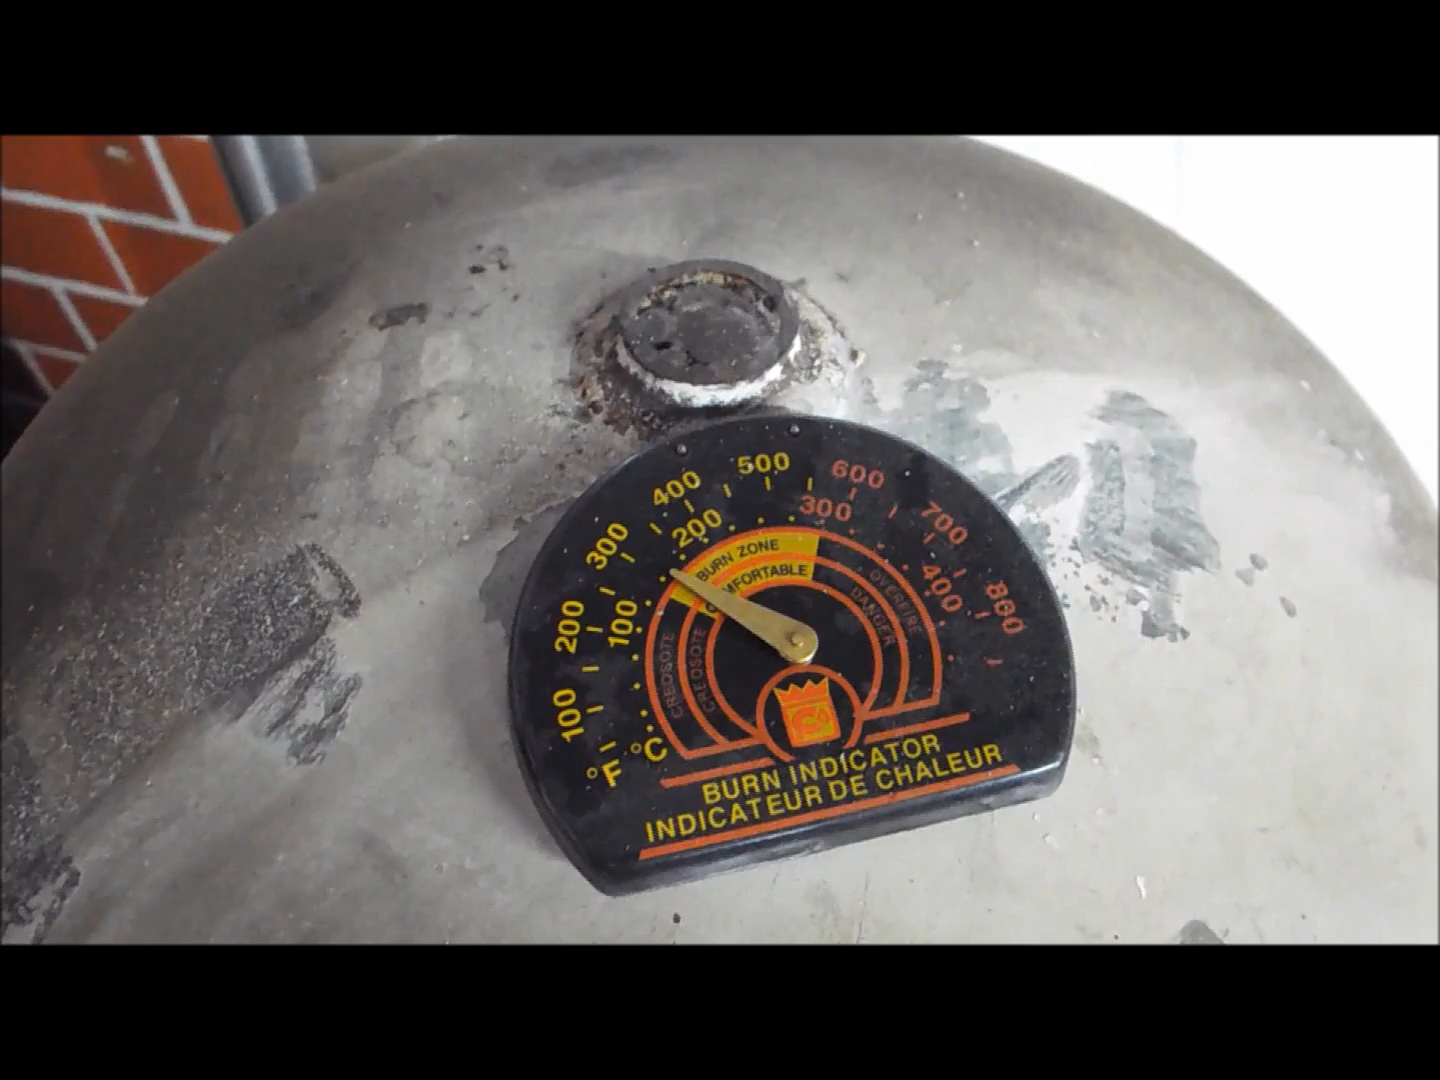 100 200 300 400 500 600 700 800
°F
100 200 300 400
°C
BURN ZONE
COMFORTABLE
CREOSOTE
CREOSOTE
OVERFIRE
DANGER
BURN INDICATOR
INDICATEUR DE CHALEUR